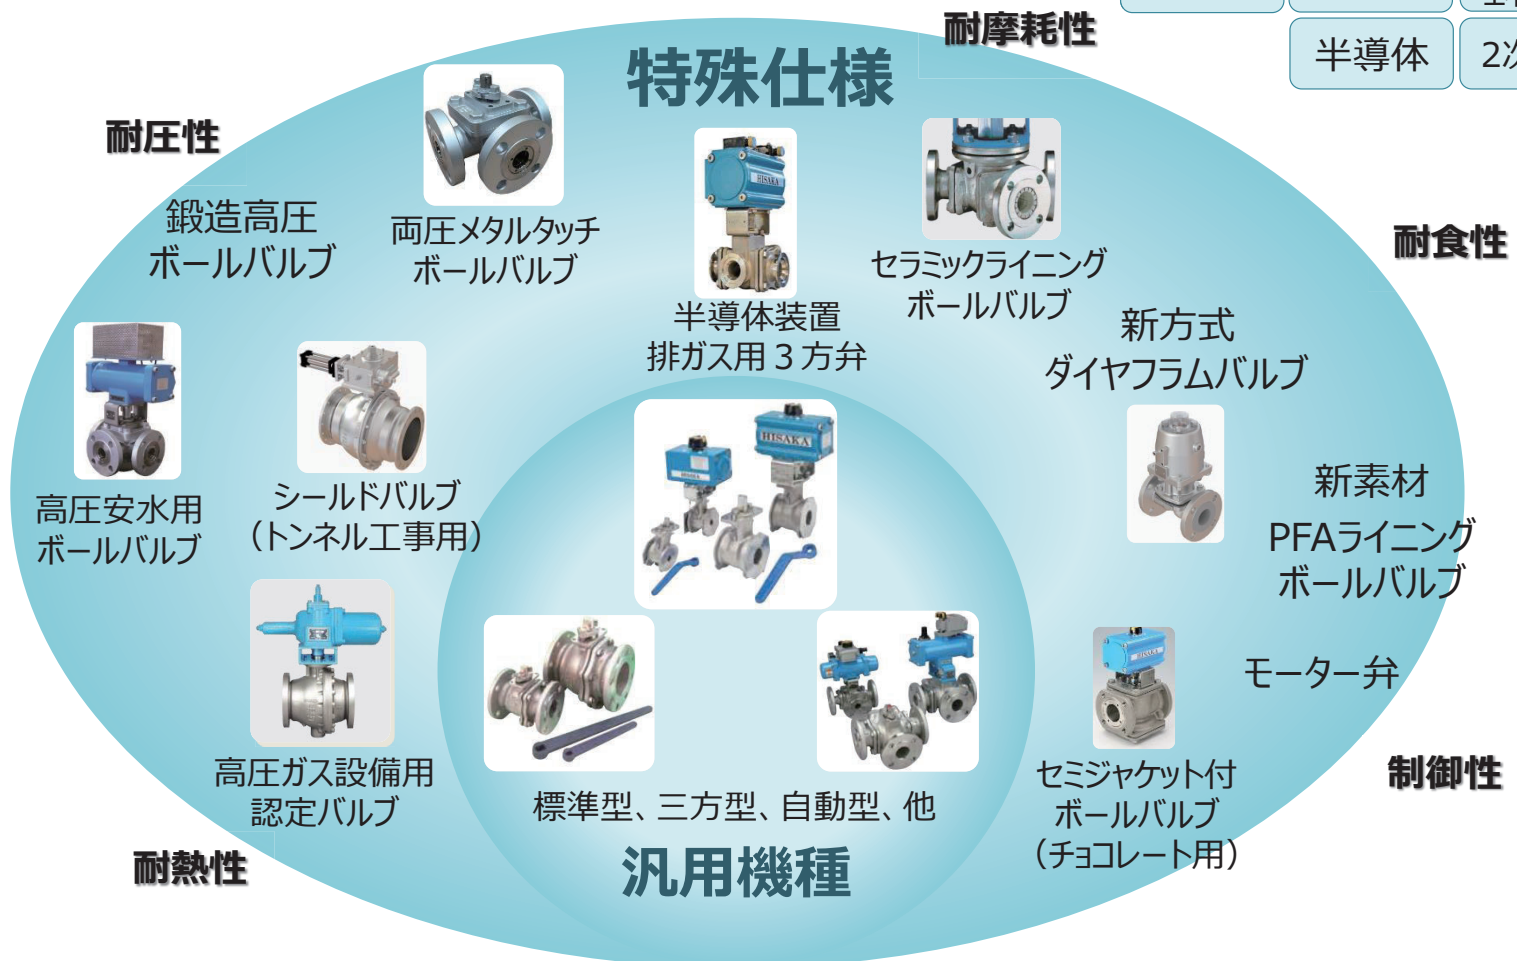 耐摩耗性
半導体
2次
特殊仕様
耐圧性
鍛造高圧
ボールバルブ
両圧メタルタッチ
ボールバルブ
HISAKA
半導体装置
排ガス用３方弁
セラミックライニング
ボールバルブ
耐食性
新方式
ダイヤフラムバルブ
高圧安水用
ボールバルブ
シールドバルブ
（トンネル工事用）
HISAKA
新素材
PFAライニング
ボールバルブ
高圧ガス設備用
認定バルブ
モーター弁
HISAKA
セミジャケット付
ボールバルブ
（チョコレート用）
制御性
標準型、三方型、自動型、他
汎用機種
耐熱性